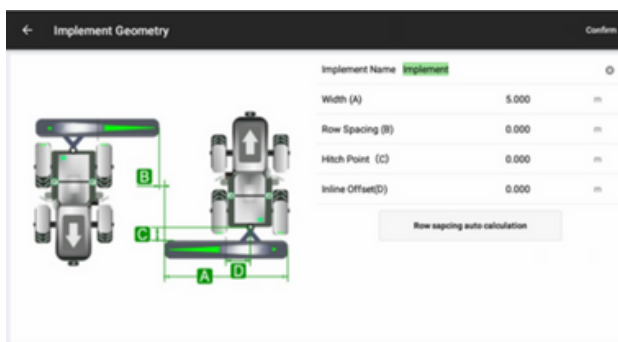 Implement Geometry
Confirm
Implement Name Implement
Width (A) 5.000 m
Row Spacing (B) 0.000 m
Hitch Point (C) 0.000 m
Inline Offset(D) 0.000 m
Row sapcing auto calculation
B
C
A
D